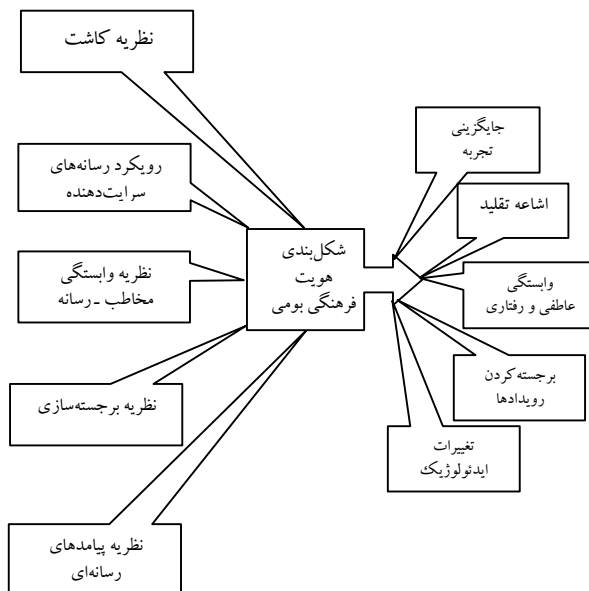 نظریه کاشت
رویکرد رسانه‌های
سرایت‌دهنده
نظریه وابستگی
مخاطب ـ رسانه
نظریه برجسته‌سازی
نظریه پیامدهای
رسانه‌ای
شکل‌بندی
هویت
فرهنگی بومی
جایگزینی
تجربه
اشاعه تقلید
وابستگی
عاطفی و رفتاری
برجسته‌کردن
رویدادها
تغییرات
ایدئولوژیک